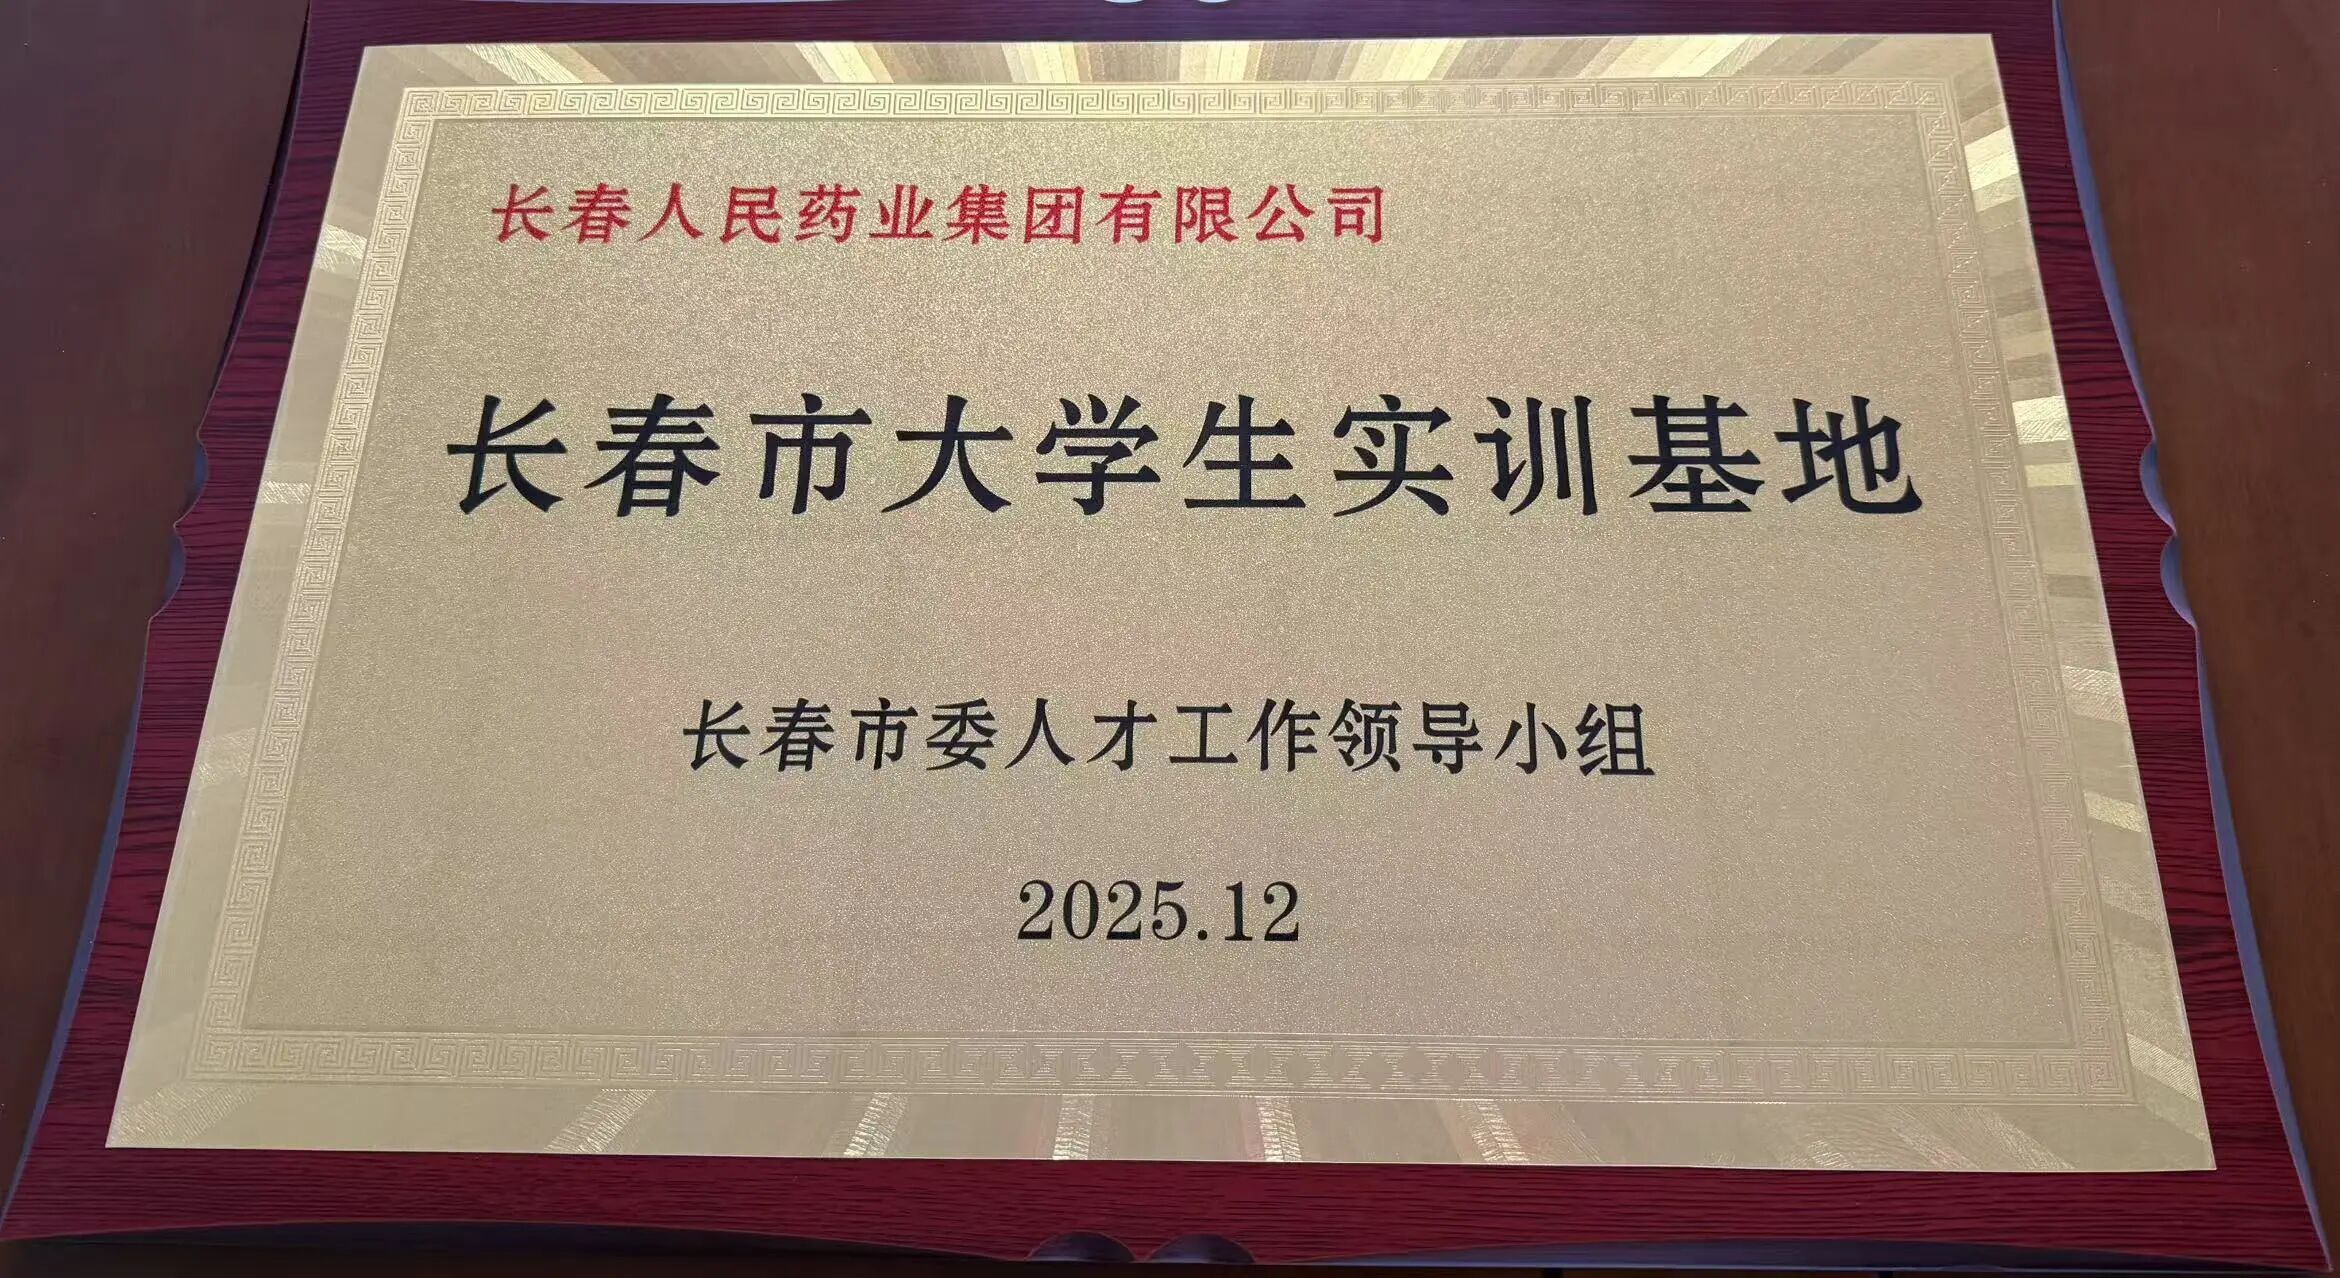 长春人民药业集团有限公司
长春市大学生实训基地
长春市委人才工作领导小组
2025.12